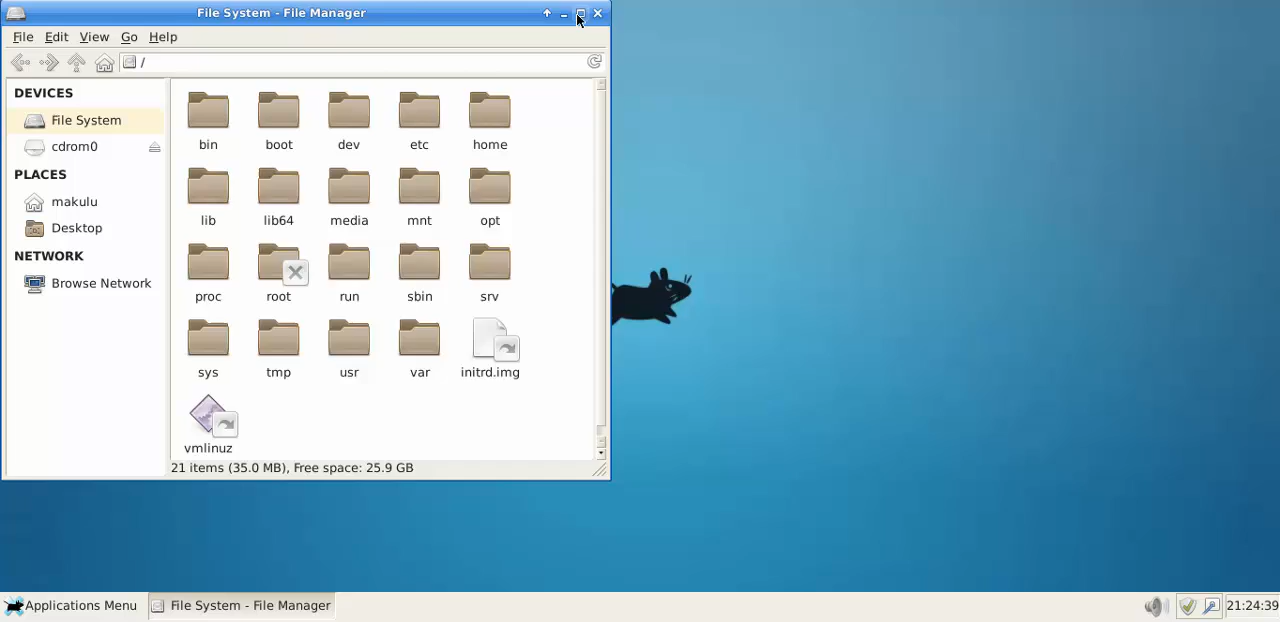 File System - File Manager
File Edit View Go Help
/
DEVICES
File System
cdrom0
PLACES
makulu
Desktop
NETWORK
Browse Network
bin boot dev etc home
lib lib64 media mnt opt
proc root run sbin srv
sys tmp usr var initrd.img
vmlinuz
21 items (35.0 MB), Free space: 25.9 GB
Applications Menu File System - File Manager 21:24:39